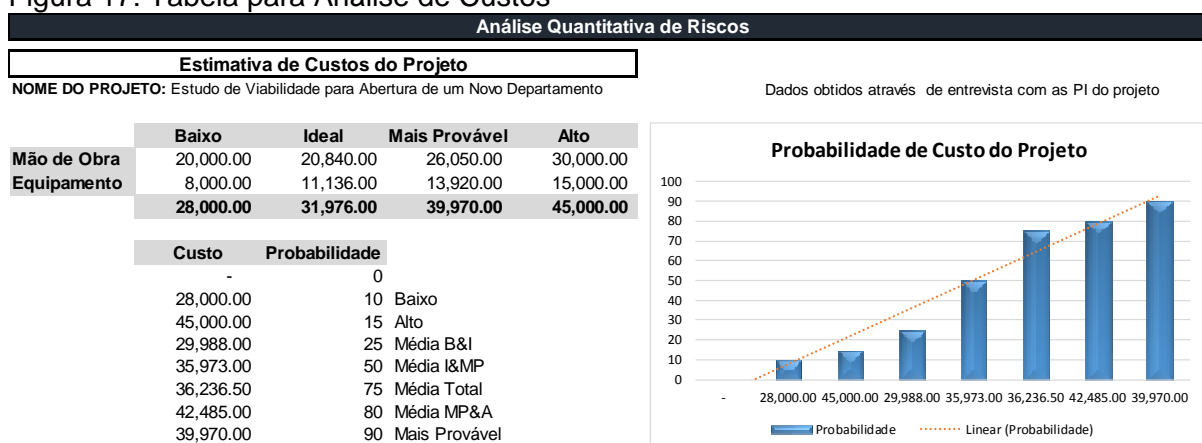 Figura 17: Tabela para Análise de Custos
Análise Quantitativa de Riscos
Estimativa de Custos do Projeto
NOME DO PROJETO: Estudo de Viabilidade para Abertura de um Novo Departamento
Dados obtidos através de entrevista com as PI do projeto
Baixo Ideal Mais Provável Alto
Mão de Obra 20,000.00 20,840.00 26,050.00 30,000.00
Equipamento 8,000.00 11,136.00 13,920.00 15,000.00
28,000.00 31,976.00 39,970.00 45,000.00
Custo Probabilidade
- 0
28,000.00 10 Baixo
45,000.00 15 Alto
29,988.00 25 Média B&I
35,973.00 50 Média I&MP
36,236.50 75 Média Total
42,485.00 80 Média MP&A
39,970.00 90 Mais Provável
Probabilidade de Custo do Projeto
100
90
80
70
60
50
40
30
20
10
0
- 28,000.00 45,000.00 29,988.00 35,973.00 36,236.50 42,485.00 39,970.00
Probabilidade Linear (Probabilidade)